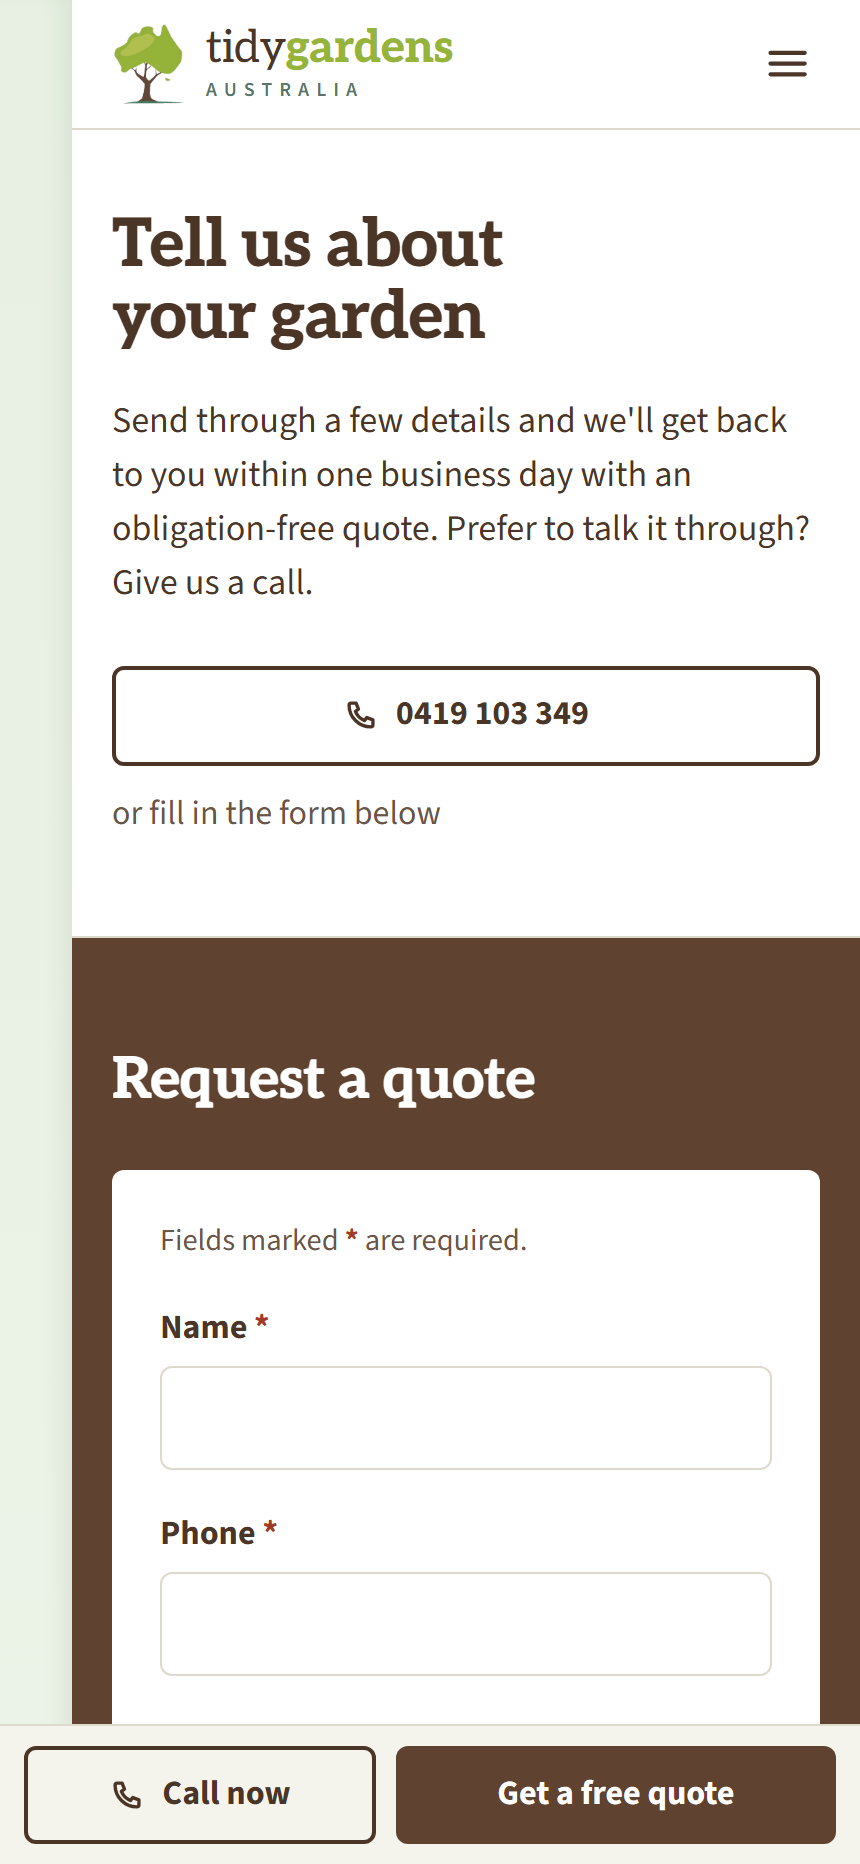 tidygardens
AUSTRALIA
Tell us about
your garden
Send through a few details and we'll get back
to you within one business day with an
obligation-free quote. Prefer to talk it through?
Give us a call.
0419 103 349
or fill in the form below
Request a quote
Fields marked * are required.
Name *
Phone *
Call now
Get a free quote